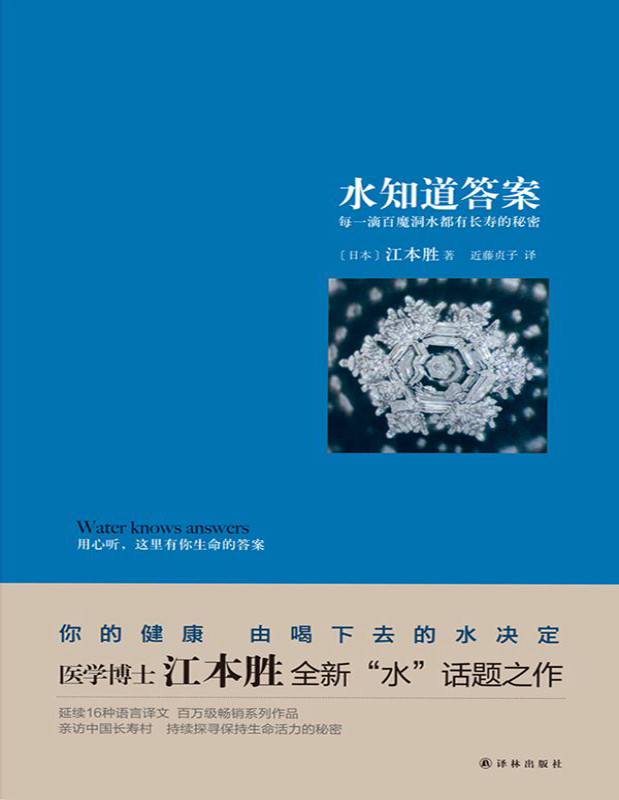 水知道答案
每一滴百魔洞水都有长寿的秘密
〔日本〕江本胜 著 近藤贞子 译
Water knows answers
用心听，这里有你生命的答案
你的健康 由喝下去的水决定
医学博士 江本胜 全新“水”话题之作
延续16种语言译文 百万级畅销系列作品
亲访中国长寿村 持续探寻保持生命活力的秘密
译林出版社